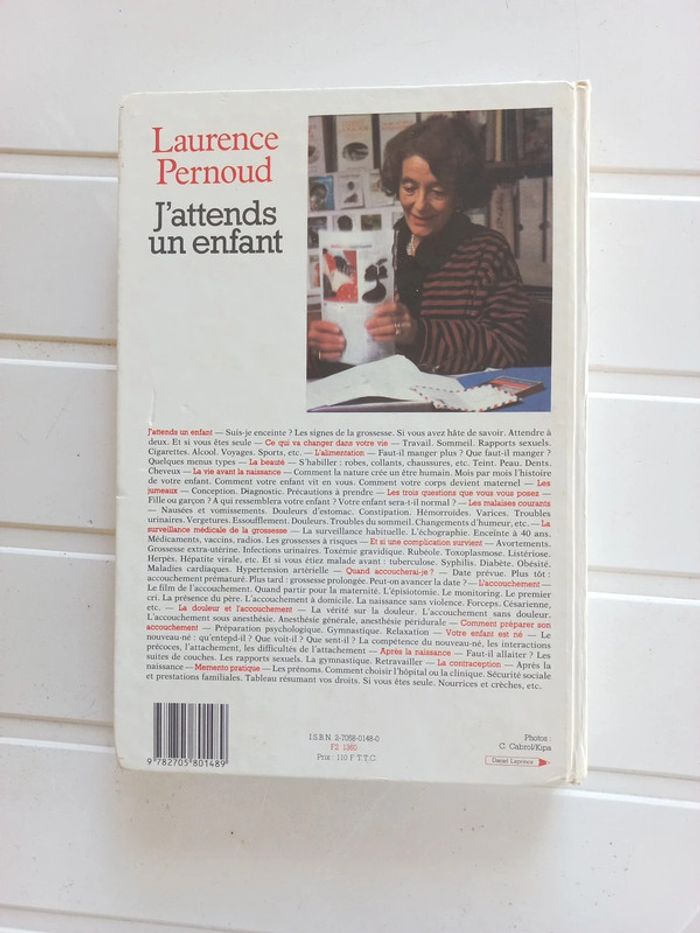 Laurence
Pernoud
J'attends
un enfant
J'attends un enfant — Suis-je enceinte ? Les signes de la grossesse. Si vous avez hâte de savoir. Attendre à
deux. Et si vous êtes seule — Ce qui va changer dans votre vie — Travail. Sommeil. Rapports sexuels.
Cigarettes. Alcool. Voyages. Sports, etc. — L'alimentation — Faut-il manger plus ? Que faut-il manger ?
Quelques menus types — La beauté — S'habiller : robes, collants, chaussures, etc. Teint. Peau. Dents.
Cheveux — La vie avant la naissance — Comment la nature crée un être humain. Mois par mois l'histoire
de votre enfant. Comment votre enfant vit en vous. Comment votre corps devient maternel — Les
jumeaux — Conception. Diagnostic. Précautions à prendre — Les trois questions que vous vous posez —
Fille ou garçon ? A qui ressemblera votre enfant ? Votre enfant sera-t-il normal ? — Les malaises courants
— Nausées et vomissements. Douleurs d'estomac. Constipation. Hémorroïdes. Varices. Troubles
urinaires. Vergetures. Essoufflement. Douleurs. Troubles du sommeil. Changements d'humeur, etc. — La
surveillance médicale de la grossesse — La surveillance habituelle. L'échographie. Enceinte à 40 ans.
Médicaments, vaccins, radios. Les grossesses à risques — Et si une complication survient — Avortements.
Grossesse extra-utérine. Infections urinaires. Toxémie gravidique. Rubéole. Toxoplasmose. Listériose.
Herpès. Hépatite virale, etc. Et si vous étiez malade avant : tuberculose. Syphilis. Diabète. Obésité.
Maladies cardiaques. Hypertension artérielle — Quand accoucherai-je ? — Date prévue. Plus tôt :
accouchement prématuré. Plus tard : grossesse prolongée. Peut-on avancer la date ? — L'accouchement —
Le film de l'accouchement. Quand partir pour la maternité. L'épisiotomie. Le monitoring. Le premier
cri. La présence du père. L'accouchement à domicile. La naissance sans violence. Forceps. Césarienne,
etc. — La douleur et l'accouchement — La vérité sur la douleur. L'accouchement sans douleur.
L'accouchement sous anesthésie. Anesthésie générale, anesthésie péridurale — Comment préparer son
accouchement — Préparation psychologique. Gymnastique. Relaxation — Votre enfant est né — Le
nouveau-né : qu'entend-il ? Que voit-il ? Que sent-il ? La compétence du nouveau-né, les interactions
précoces, l'attachement, les difficultés de l'attachement — Après la naissance — Faut-il allaiter ? Les
suites de couches. Les rapports sexuels. La gymnastique. Retravailler — La contraception — Après la
naissance — Memento pratique — Les prénoms. Comment choisir l'hôpital ou la clinique. Sécurité sociale
et prestations familiales. Tableau résumant vos droits. Si vous êtes seule. Nourrices et crèches, etc.
I.S.B.N. 2-7058-0148-0
F2 1360
Prix : 110 F T.T.C.
9 782705 801489
Photos :
C. Cabrol/Kipa
Daniel Leprince